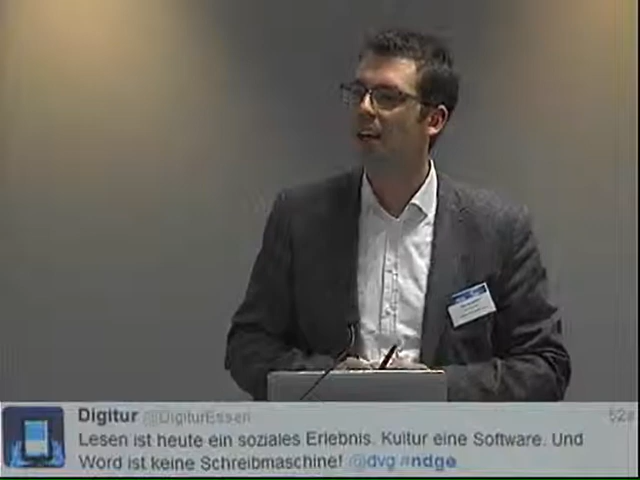 Digitur @DigiturEssen 52s
Lesen ist heute ein soziales Erlebnis. Kultur eine Software. Und
Word ist keine Schreibmaschine! @dvg #ndge